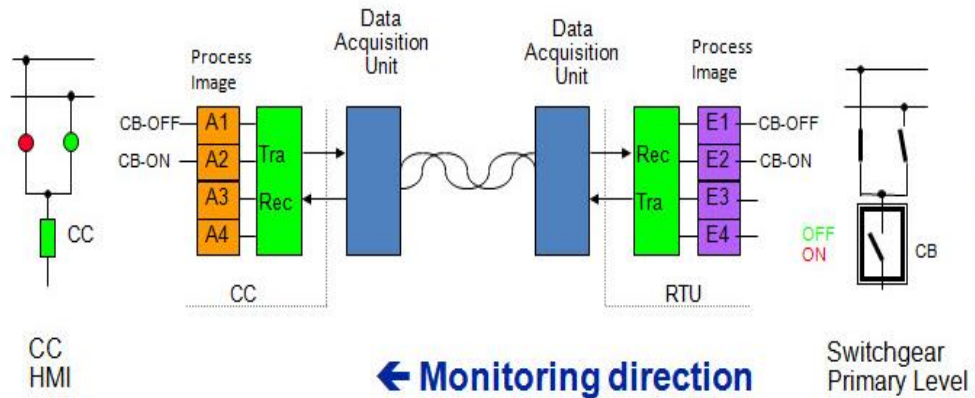 Data
Acquisition
Unit
Data
Acquisition
Unit
Process
Image
Process
Image
CB-OFF
A1
E1
CB-OFF
CB-ON
A2
Tra
Rec
E2
CB-ON
A3
Rec
Tra
E3
A4
E4
CC
OFF
ON
CB
CC
RTU
CC
HMI
← Monitoring direction
Switchgear
Primary Level